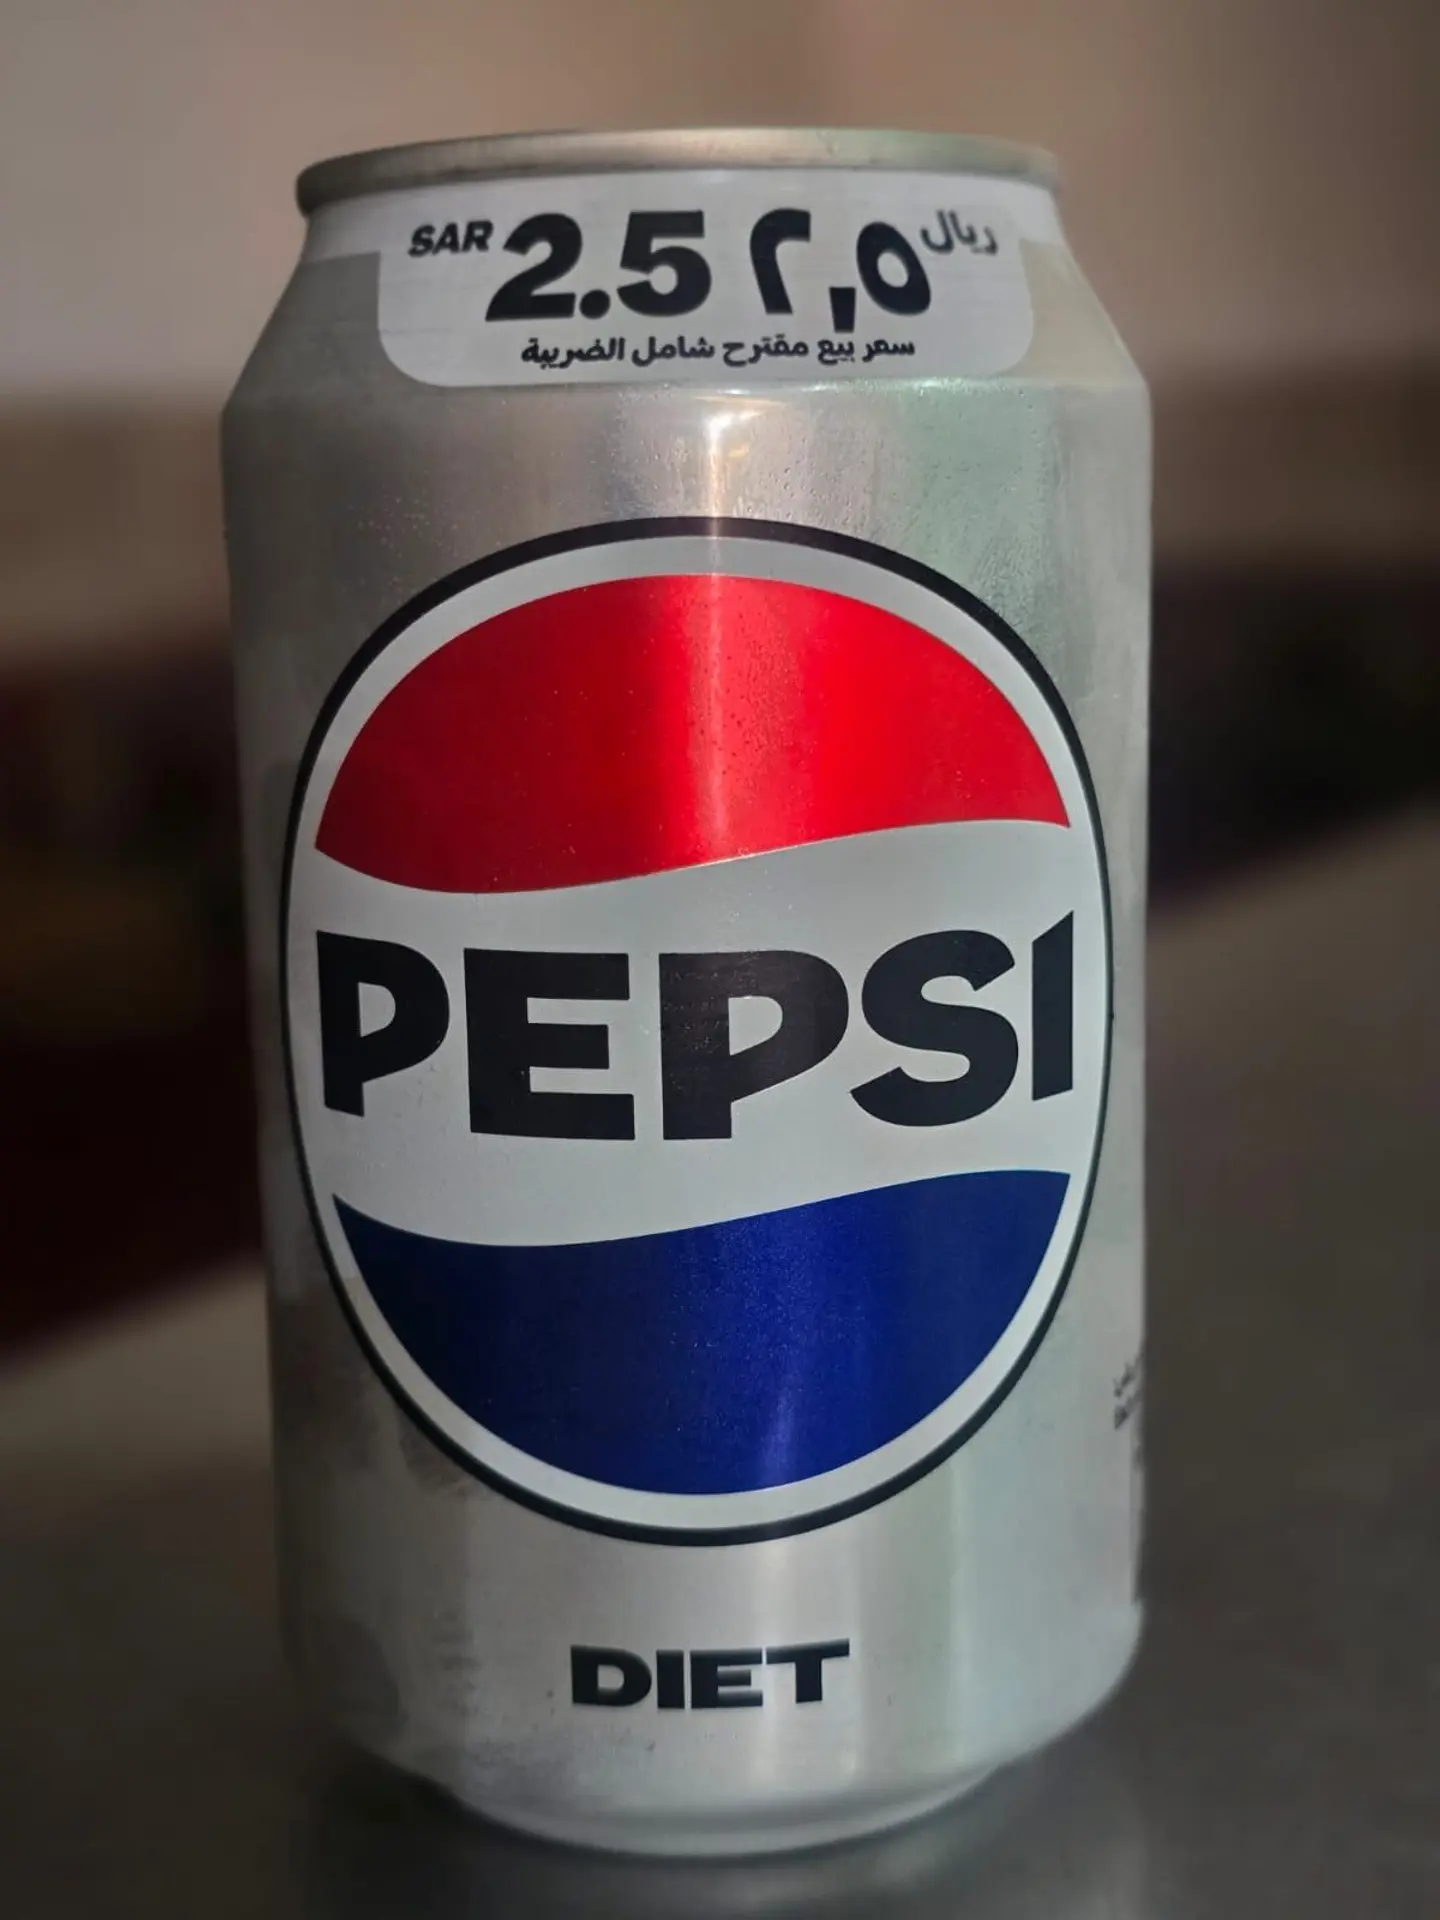 SAR 2.5 ٢,٥ ريال
سعر بيع مقترح شامل الضريبة
PEPSI
DIET